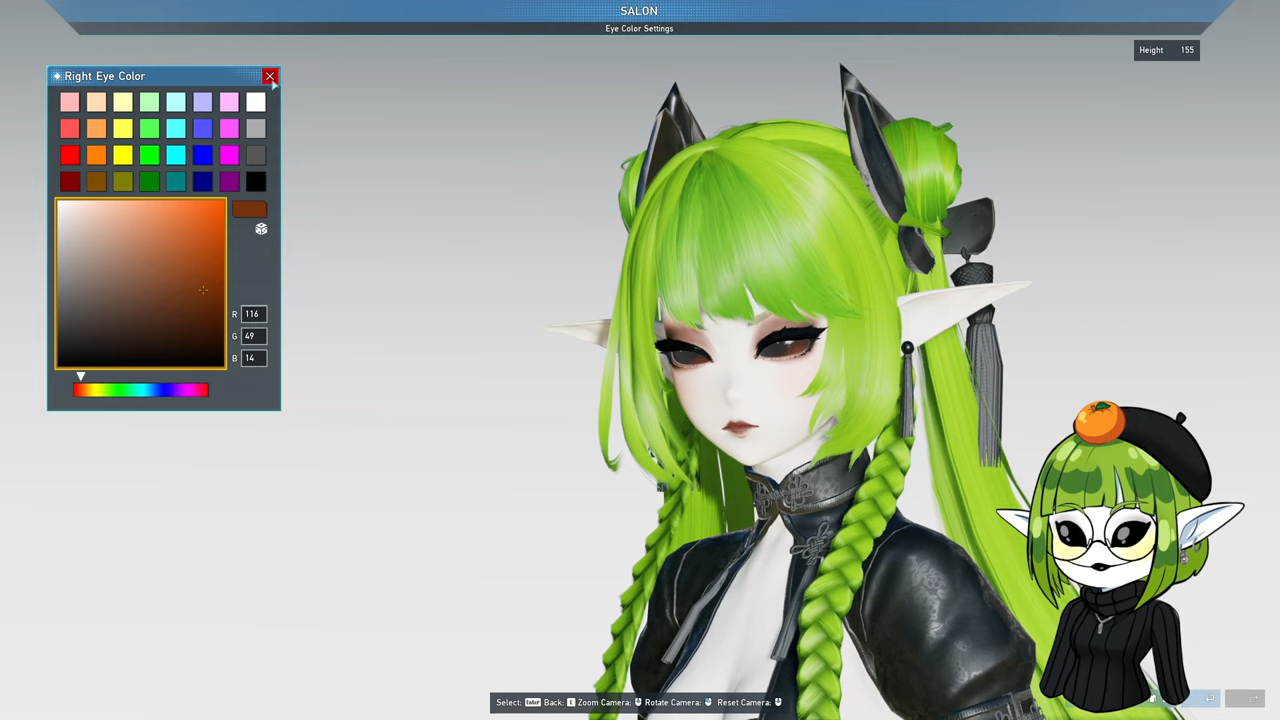 SALON
Eye Color Settings
Height 155
Right Eye Color
R 116
G 49
B 14
Select: Enter Back: E Zoom Camera: Rotate Camera: Reset Camera: